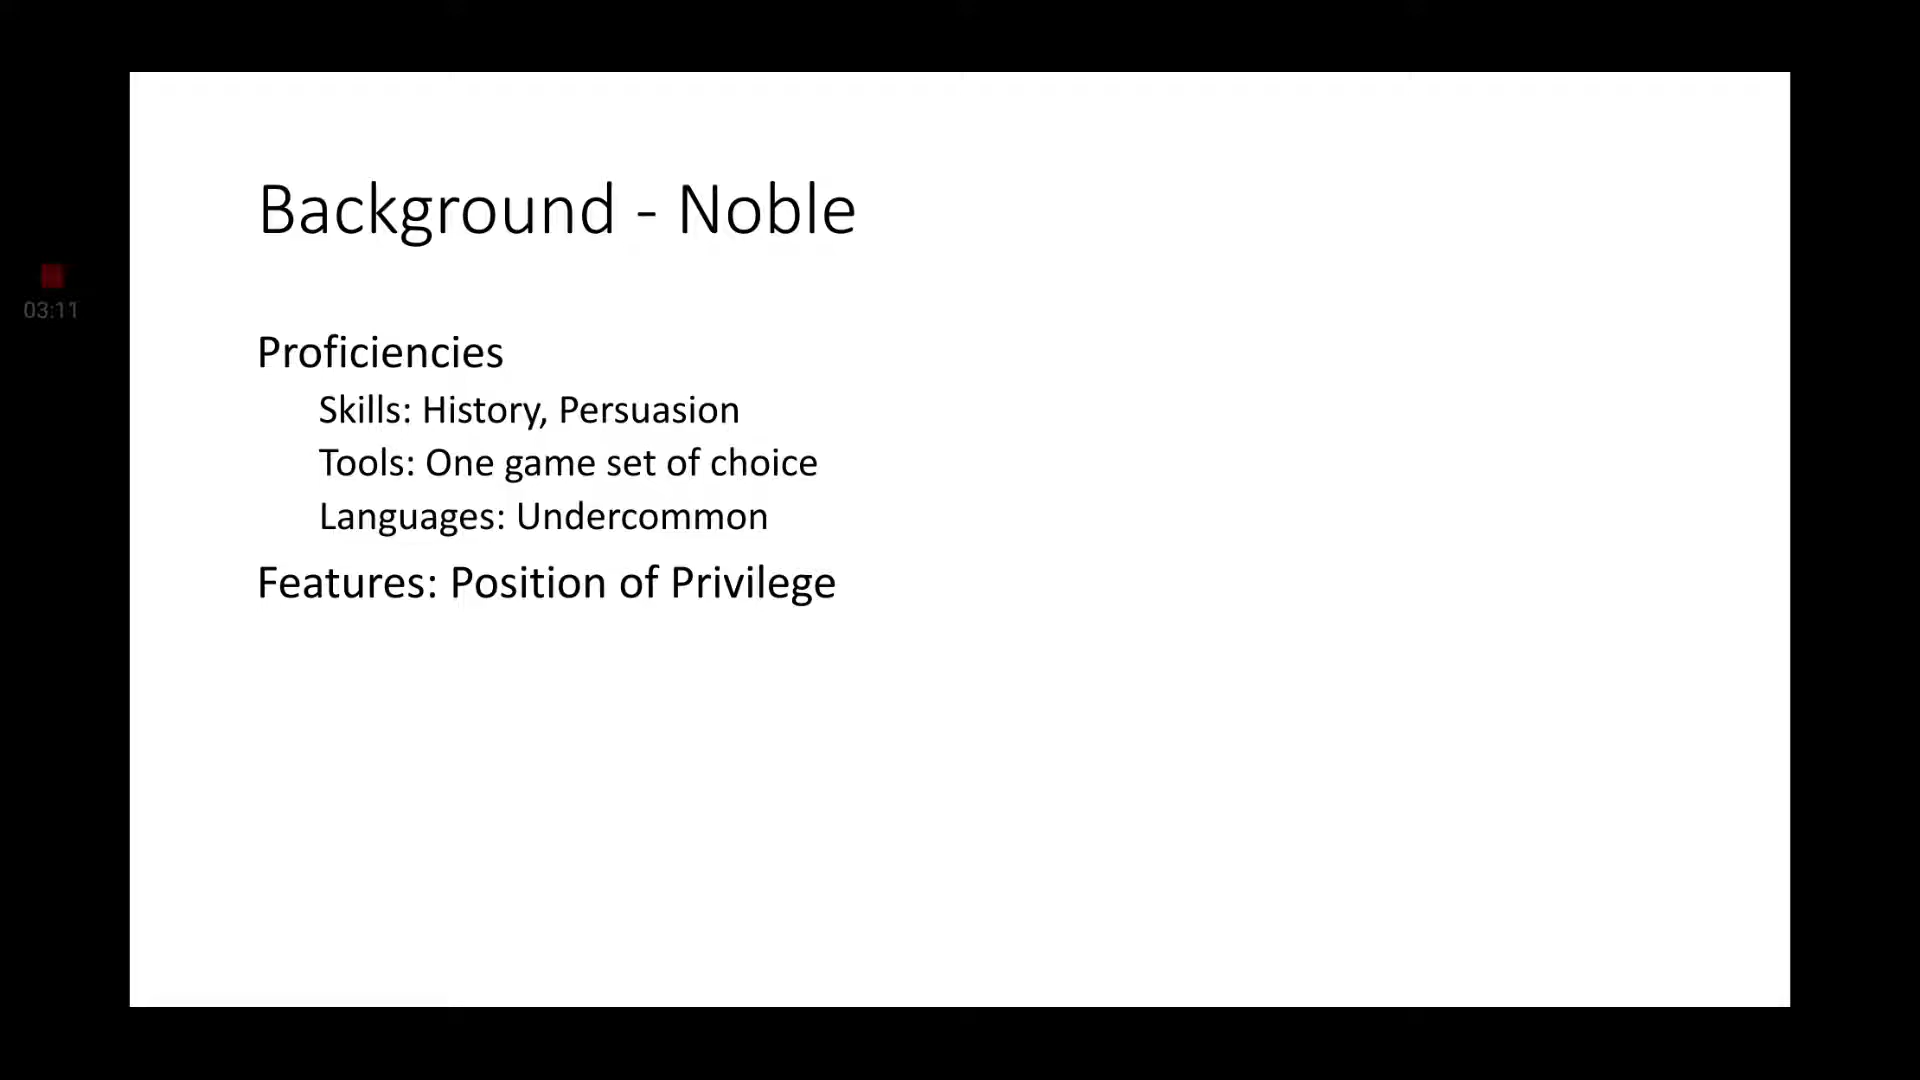 Background - Noble
03:11
Proficiencies
Skills: History, Persuasion
Tools: One game set of choice
Languages: Undercommon
Features: Position of Privilege